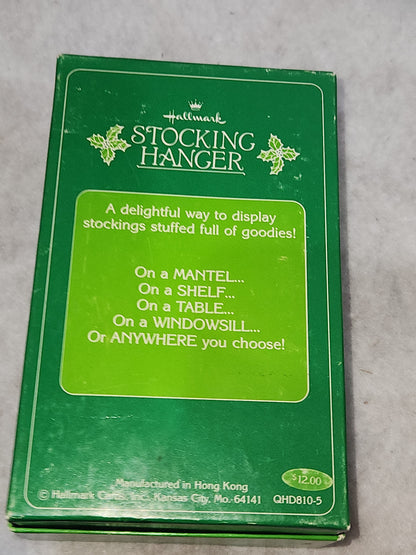 Hallmark
STOCKING
HANGER
A delightful way to display
stockings stuffed full of goodies!
On a MANTEL...
On a SHELF...
On a TABLE...
On a WINDOWSILL...
Or ANYWHERE you choose!
$12.00
Manufactured in Hong Kong
© Hallmark Cards, Inc., Kansas City, Mo. 64141 QHD810-5